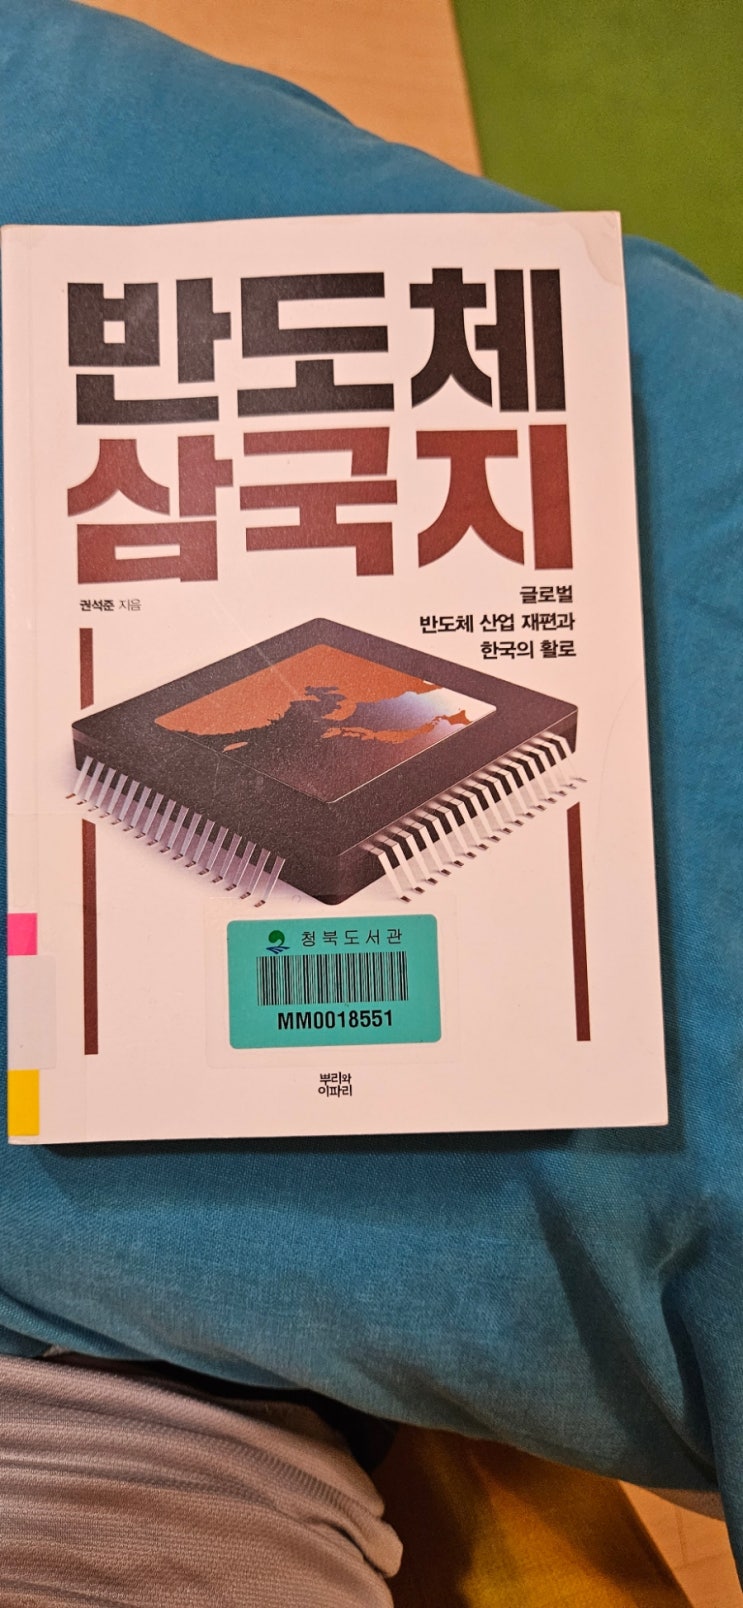 반도체
삼국지
권석준 지음
글로벌
반도체 산업 재편과
한국의 활로
청북도서관
MM0018551
뿌리와
이파리